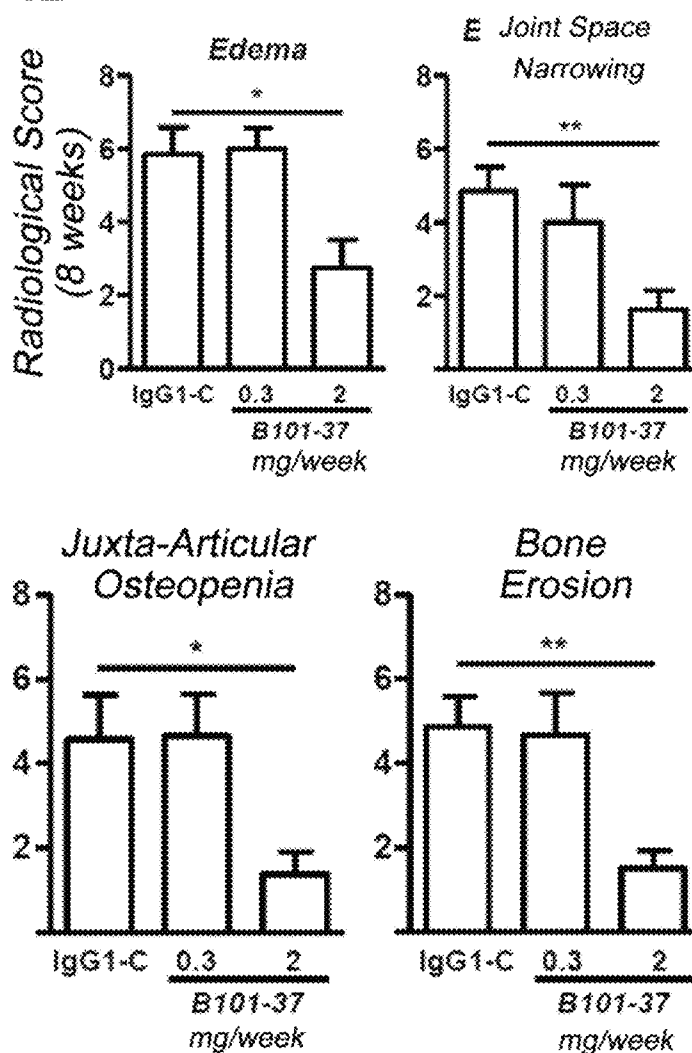 Edema
E Joint Space
Narrowing
Radiological Score
(8 weeks)
8
6
4
2
0
*
IgG1-C 0.3 2
B101-37
mg/week
8
6
4
2
**
IgG1-C 0.3 2
B101-37
mg/week
Juxta-Articular
Osteopenia
8
6
4
2
*
IgG1-C 0.3 2
B101-37
mg/week
Bone
Erosion
8
6
4
2
**
IgG1-C 0.3 2
B101-37
mg/week